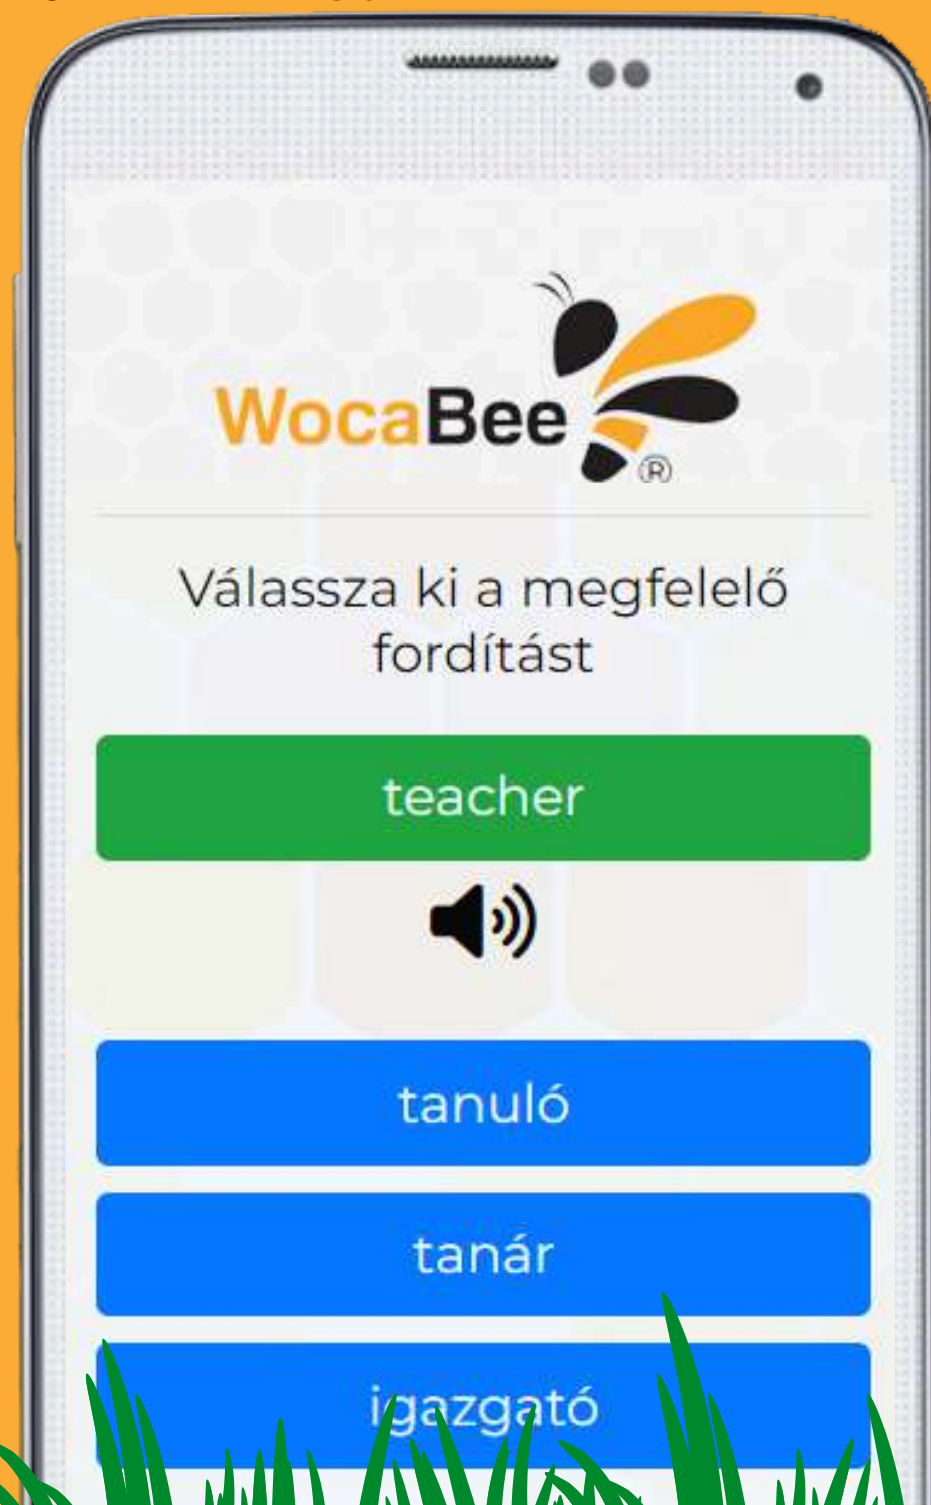 WocaBee®
Válassza ki a megfelelő
fordítást
teacher
tanuló
tanár
igazgató